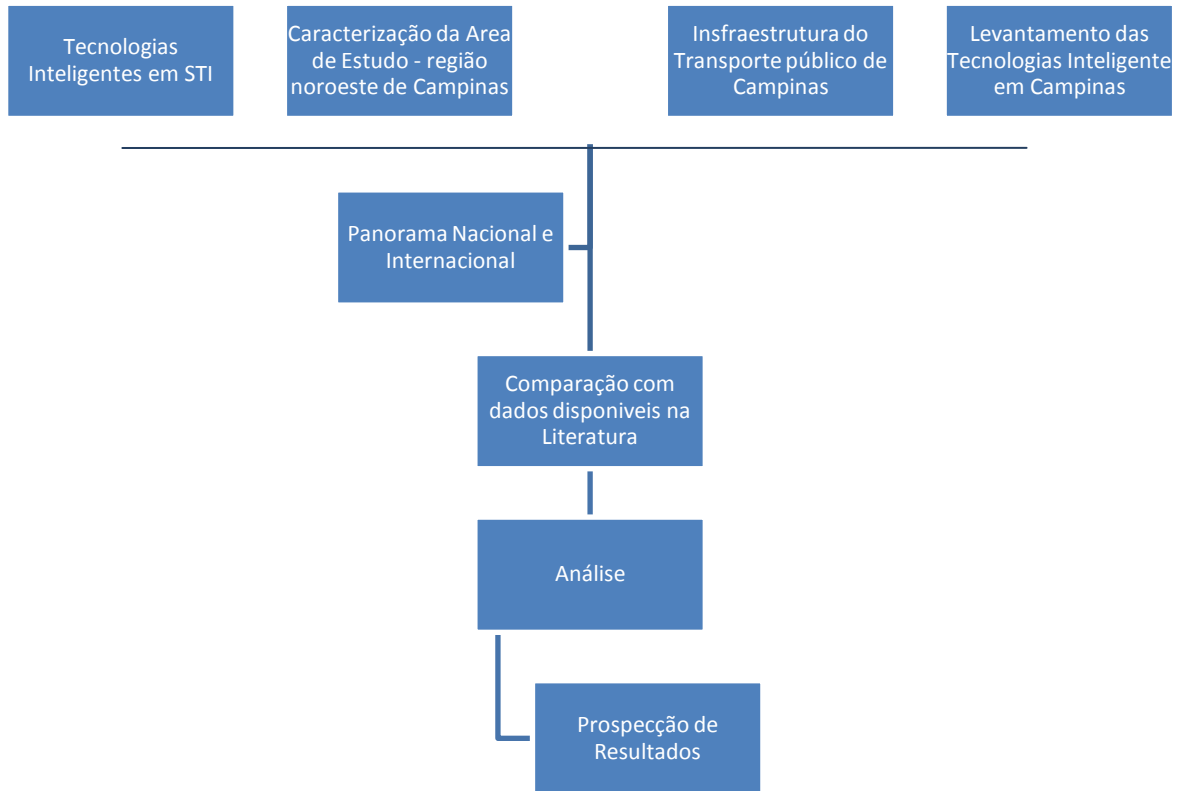 Tecnologias
Inteligentes em STI
Caracterização da Area
de Estudo - região
noroeste de Campinas
Insfraestrutura do
Transporte público de
Campinas
Levantamento das
Tecnologias Inteligente
em Campinas
Panorama Nacional e
Internacional
Comparação com
dados disponiveis na
Literatura
Análise
Prospecção de
Resultados